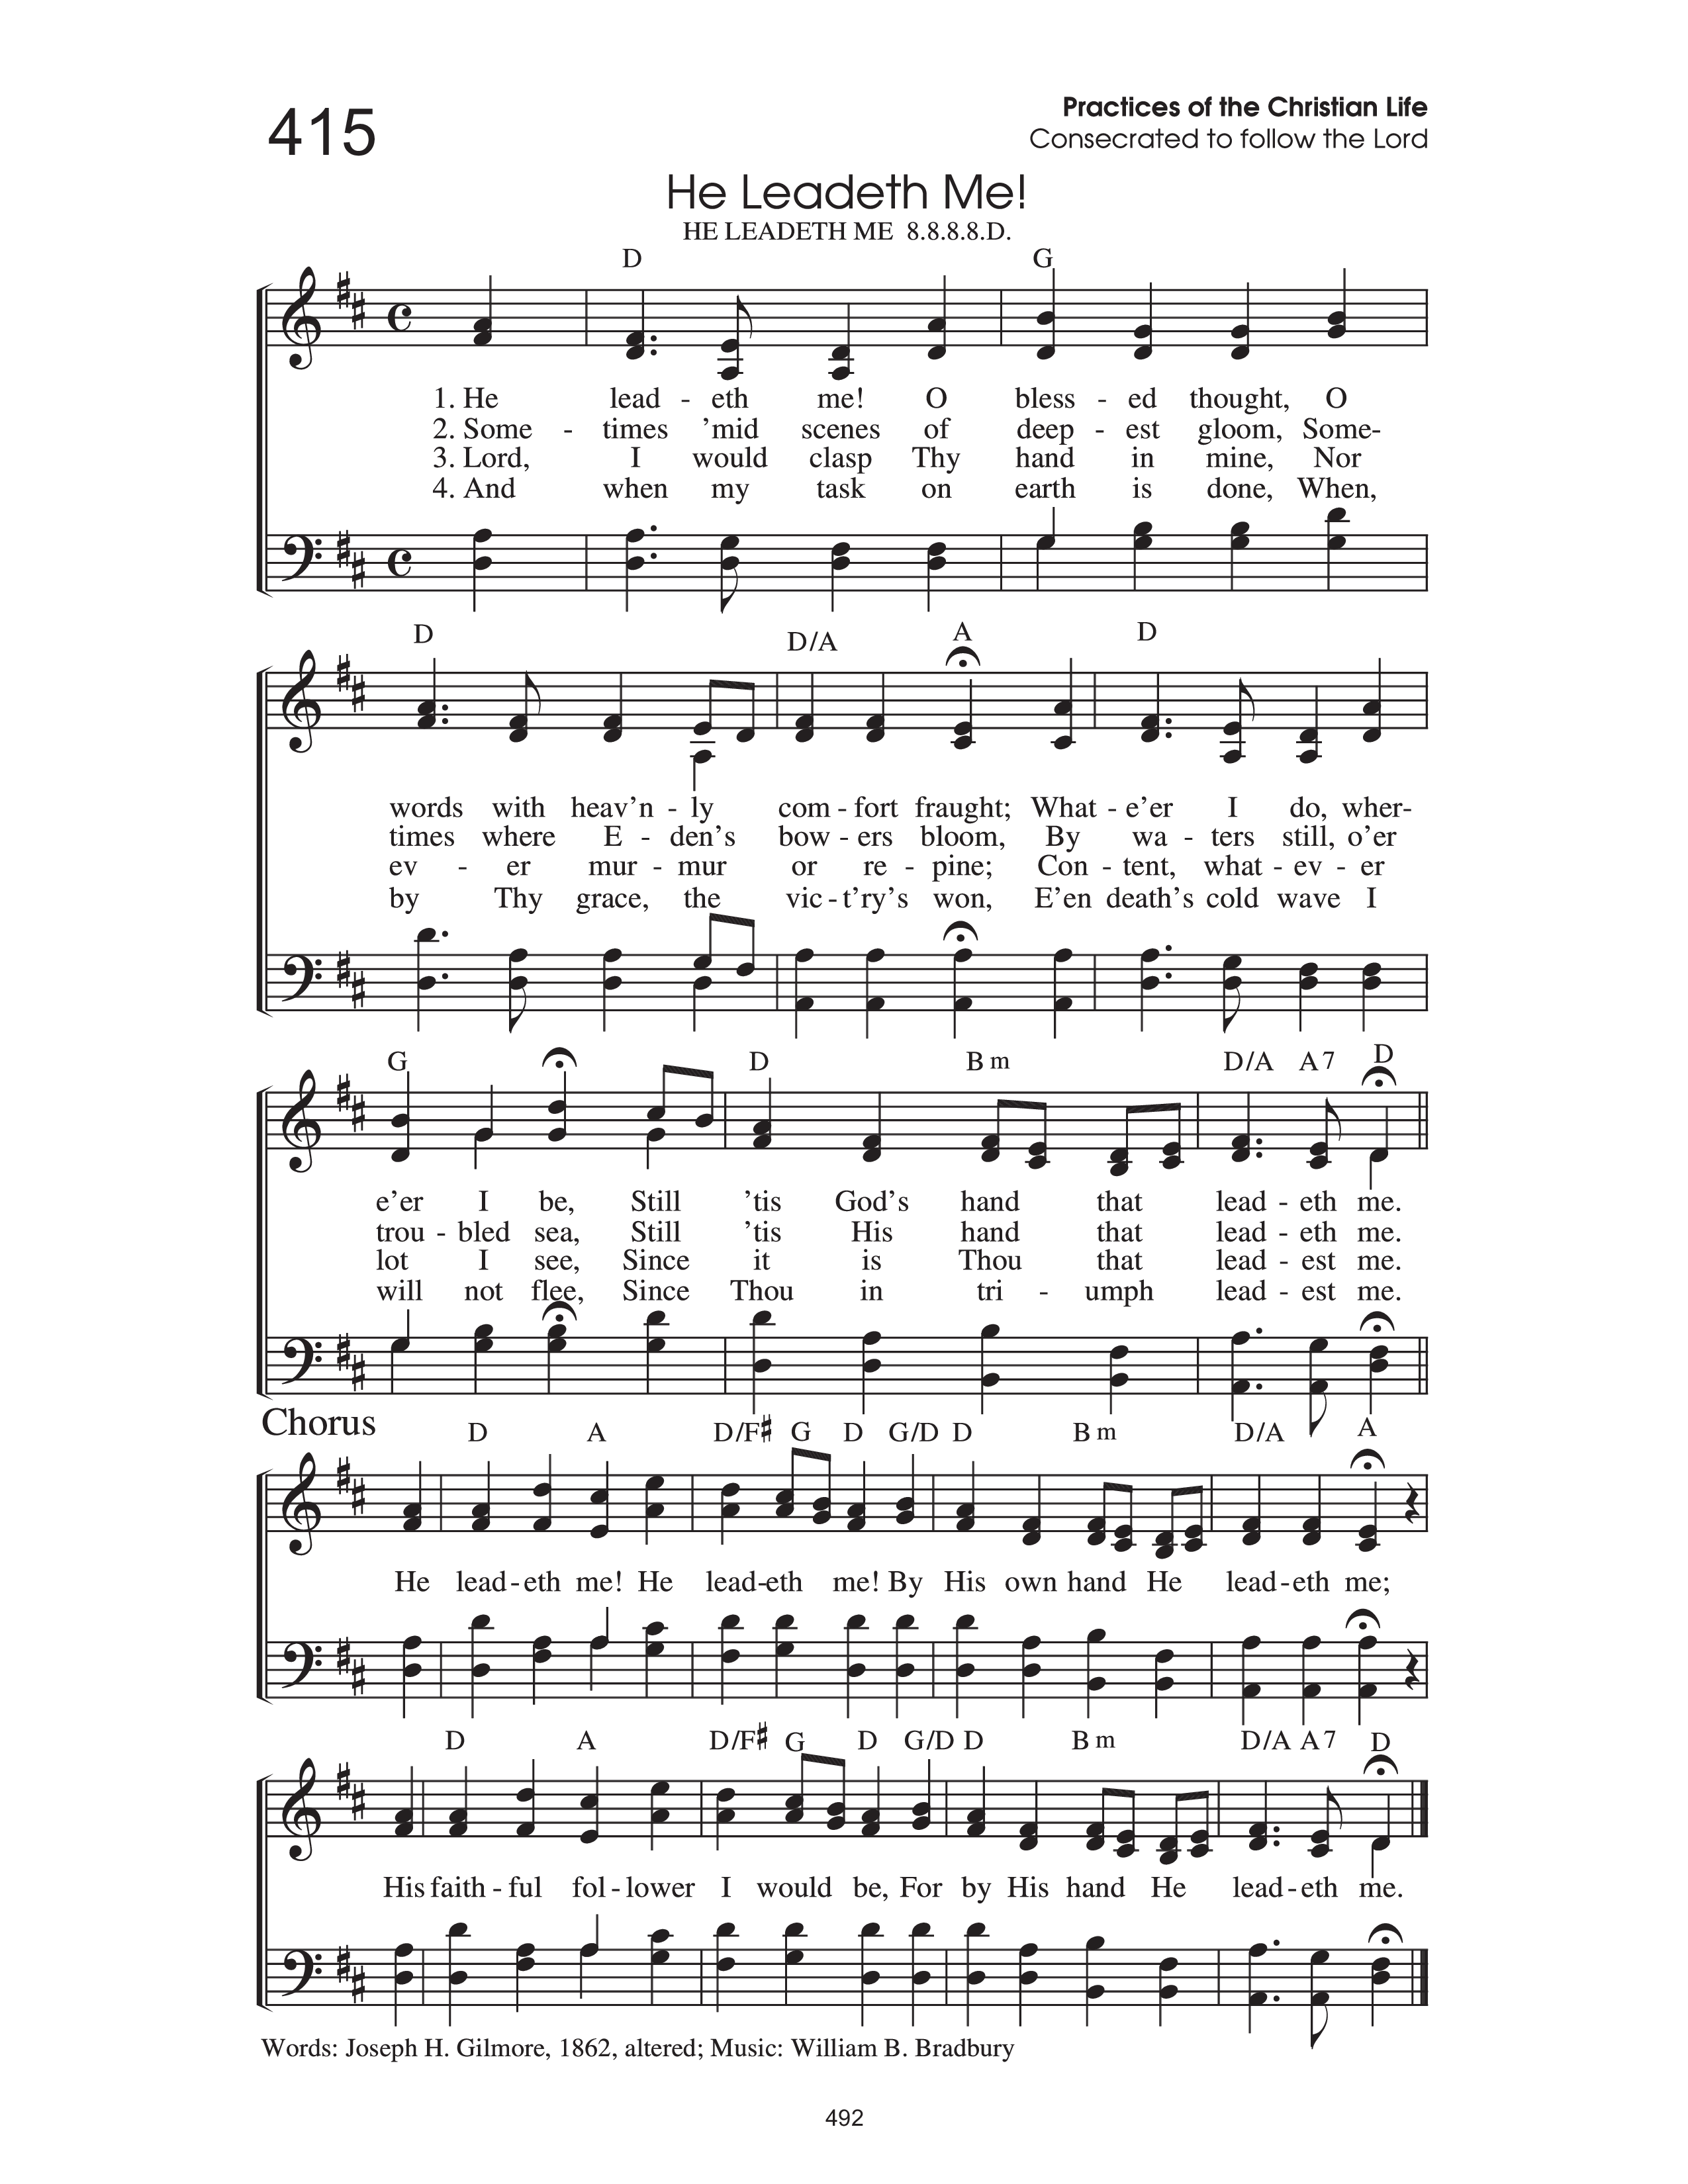 415
Practices of the Christian Life
Consecrated to follow the Lord
He Leadeth Me!
HE LEADETH ME 8.8.8.8.D.
D G
1. He lead - eth me! O bless - ed thought, O
2. Some - times ’mid scenes of deep - est gloom, Some-
3. Lord, I would clasp Thy hand in mine, Nor
4. And when my task on earth is done, When,
D D/A A D
words with heav’n - ly com - fort fraught; What - e’er I do, wher-
times where E - den’s bow - ers bloom, By wa - ters still, o’er
ev - er mur - mur or re - pine; Con - tent, what - ev - er
by Thy grace, the vic - t’ry’s won, E’en death’s cold wave I
G D Bm D/A A7 D
e’er I be, Still ’tis God’s hand that lead - eth me.
trou - bled sea, Still ’tis His hand that lead - eth me.
lot I see, Since it is Thou that lead - est me.
will not flee, Since Thou in tri - umph lead - est me.
Chorus
D A D/F♯ G D G/D D Bm D/A A
He lead - eth me! He lead-eth me! By His own hand He lead - eth me;
D A D/F♯ G D G/D D Bm D/A A7 D
His faith - ful fol - lower I would be, For by His hand He lead - eth me.
Words: Joseph H. Gilmore, 1862, altered; Music: William B. Bradbury
492